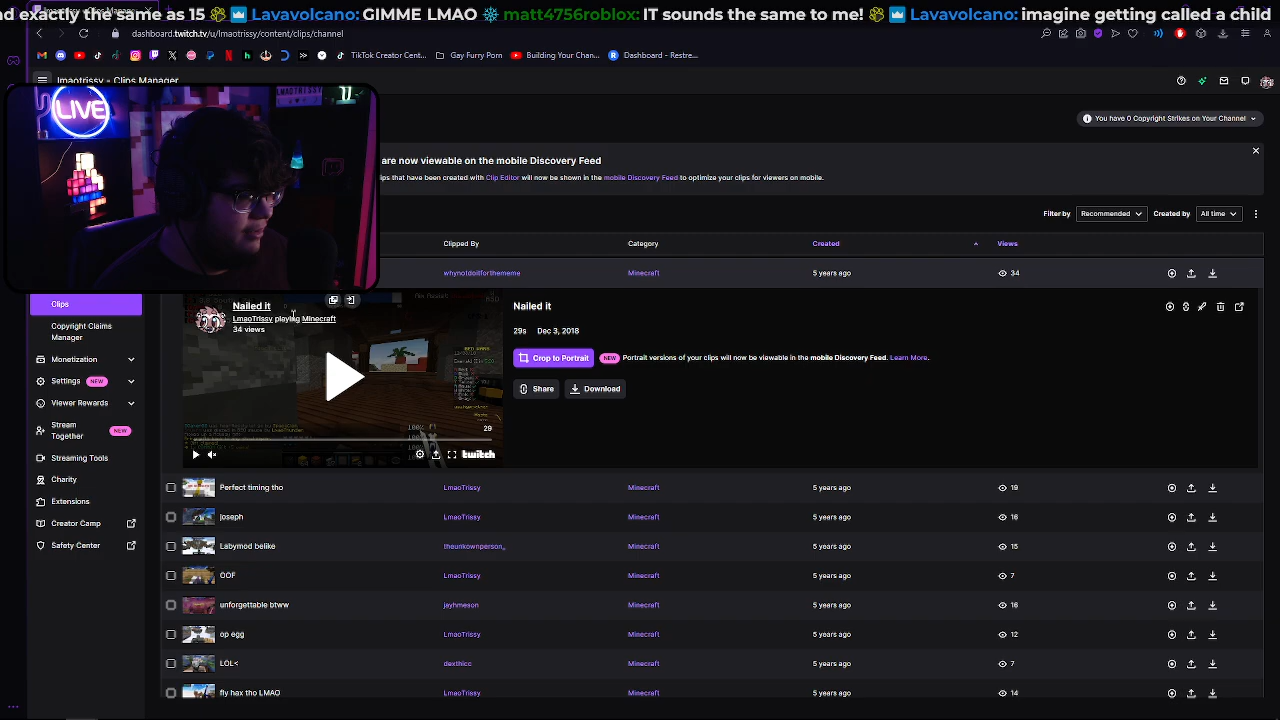 d exactly the same as 15 Lavavolcano: GIMME LMAO matt4756roblox: IT sounds the same to me! Lavavolcano: imagine getting called a child
dashboard.twitch.tv/u/lmaotrissy/content/clips/channel
TikTok Creator Cent...
Gay Furry Porn
Building Your Chan...
Dashboard - Restre...
lmaotrissy - Clips Manager
LIVE
You have 0 Copyright Strikes on Your Channel
are now viewable on the mobile Discovery Feed
ips that have been created with Clip Editor will now be shown in the mobile Discovery Feed to optimize your clips for viewers on mobile.
Filter by Recommended Created by All time
Clipped By Category Created Views
whynotdoitforthememe Minecraft 5 years ago 34
Clips
Copyright Claims
Manager
Monetization
Settings NEW
Viewer Rewards
Stream
Together NEW
Streaming Tools
Charity
Extensions
Creator Camp
Safety Center
Nailed it
LmaoTrissy playing Minecraft
34 views
29
twitch
Nailed it
29s Dec 3, 2018
Crop to Portrait NEW Portrait versions of your clips will now be viewable in the mobile Discovery Feed. Learn More.
Share Download
Perfect timing tho LmaoTrissy Minecraft 5 years ago 19
joseph LmaoTrissy Minecraft 5 years ago 16
Labymod belike theunkownperson_ Minecraft 5 years ago 15
OOF LmaoTrissy Minecraft 5 years ago 7
unforgettable btww jayhmeson Minecraft 5 years ago 16
op egg LmaoTrissy Minecraft 5 years ago 12
LOL< dexthicc Minecraft 5 years ago 7
fly hax tho LMAO LmaoTrissy Minecraft 5 years ago 14